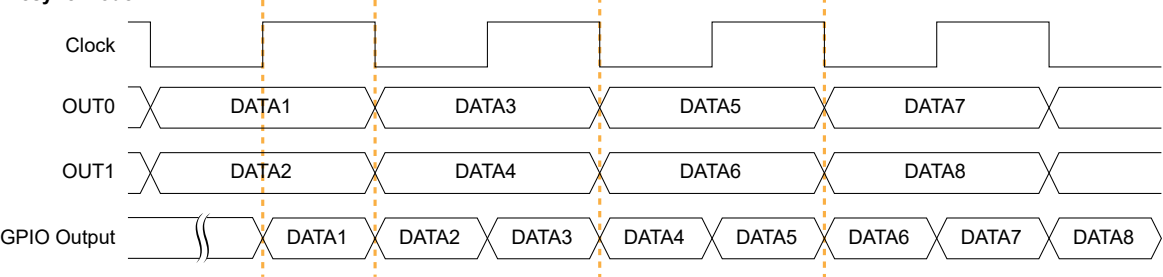 Clock
OUT0 DATA1 DATA3 DATA5 DATA7
OUT1 DATA2 DATA4 DATA6 DATA8
GPIO Output DATA1 DATA2 DATA3 DATA4 DATA5 DATA6 DATA7 DATA8